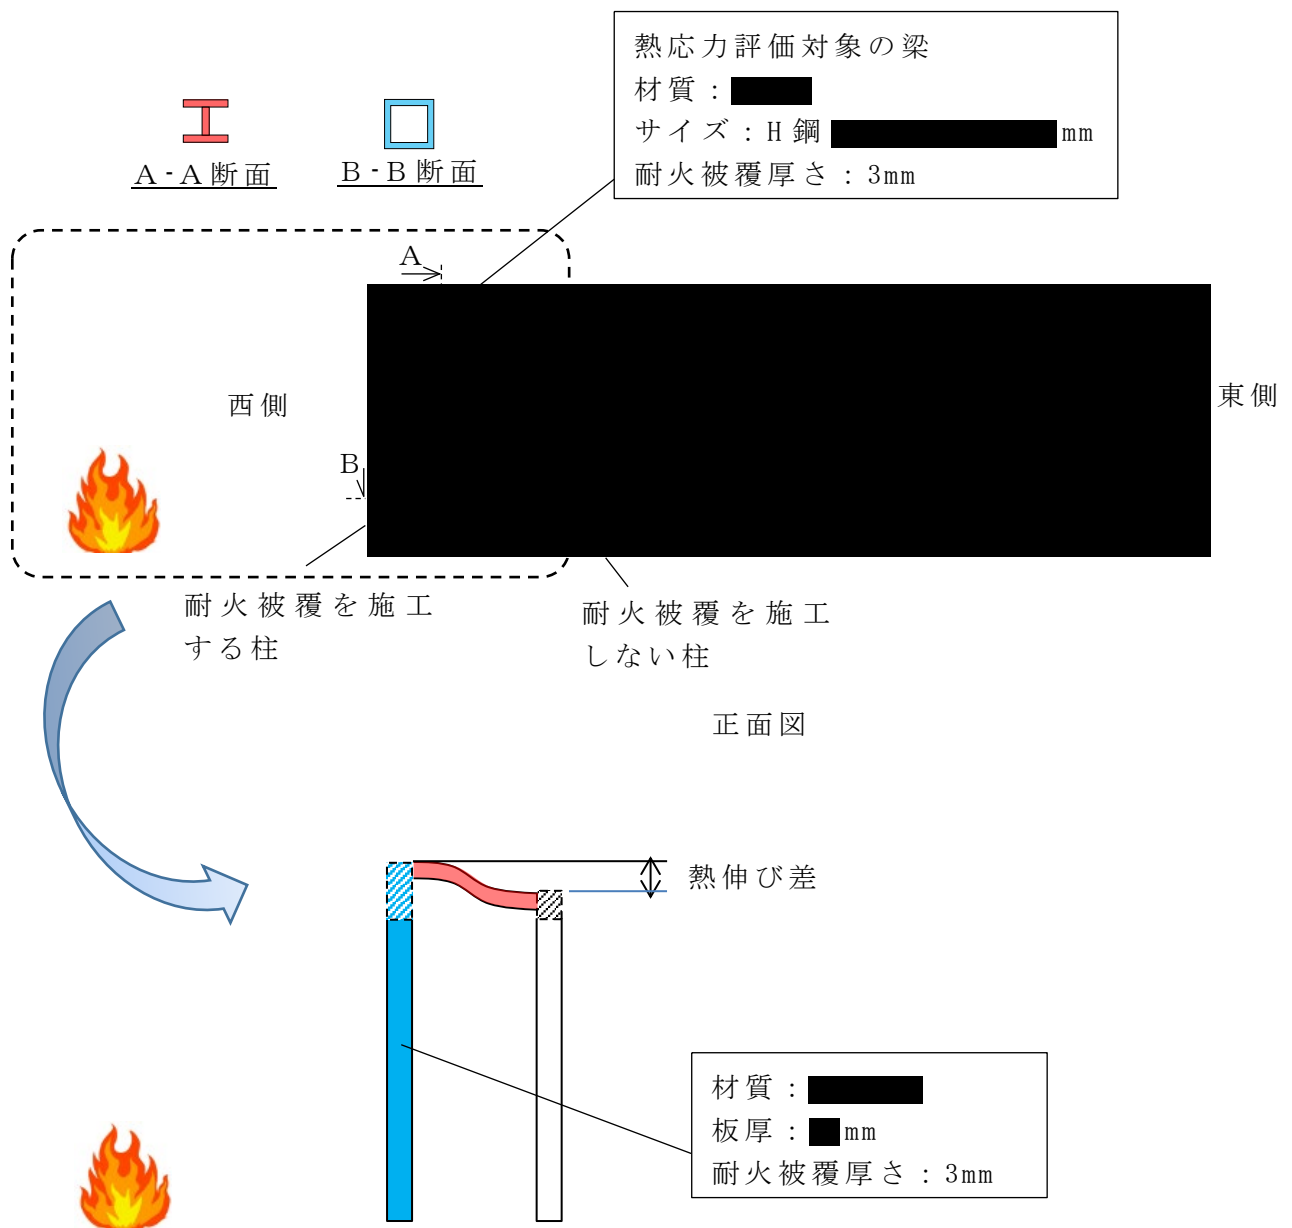 熱応力評価対象の梁
材質：
サイズ：H鋼 mm
耐火被覆厚さ：3mm
A-A断面
B-B断面
A
西側
東側
B
耐火被覆を施工
する柱
耐火被覆を施工
しない柱
正面図
熱伸び差
材質：
板厚： mm
耐火被覆厚さ：3mm